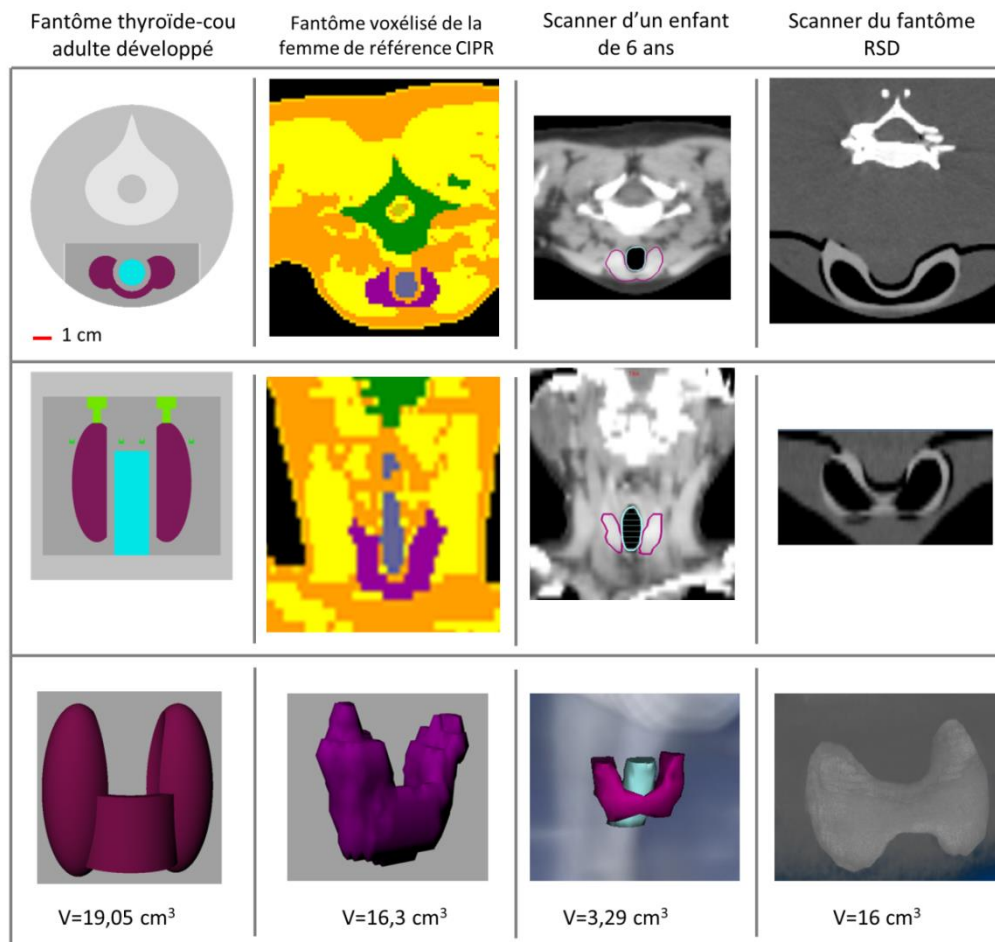 Fantôme thyroïde-cou
adulte développé
Fantôme voxélisé de la
femme de référence CIPR
Scanner d’un enfant
de 6 ans
Scanner du fantôme
RSD
1 cm
V=19,05 cm³
V=16,3 cm³
V=3,29 cm³
V=16 cm³